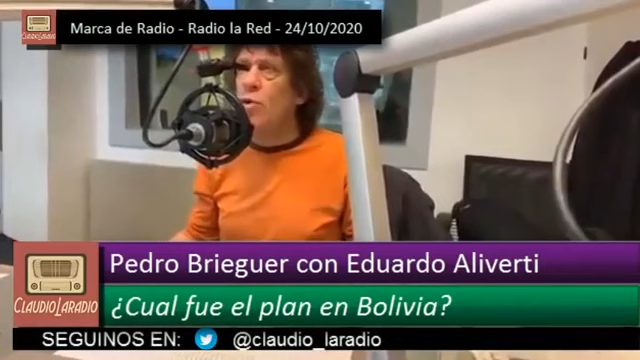 CLAUDIOLARADIO
Marca de Radio - Radio la Red - 24/10/2020
Pedro Brieguer con Eduardo Aliverti
CLAUDIOLARADIO
¿Cual fue el plan en Bolivia?
SEGUINOS EN: @claudio_laradio